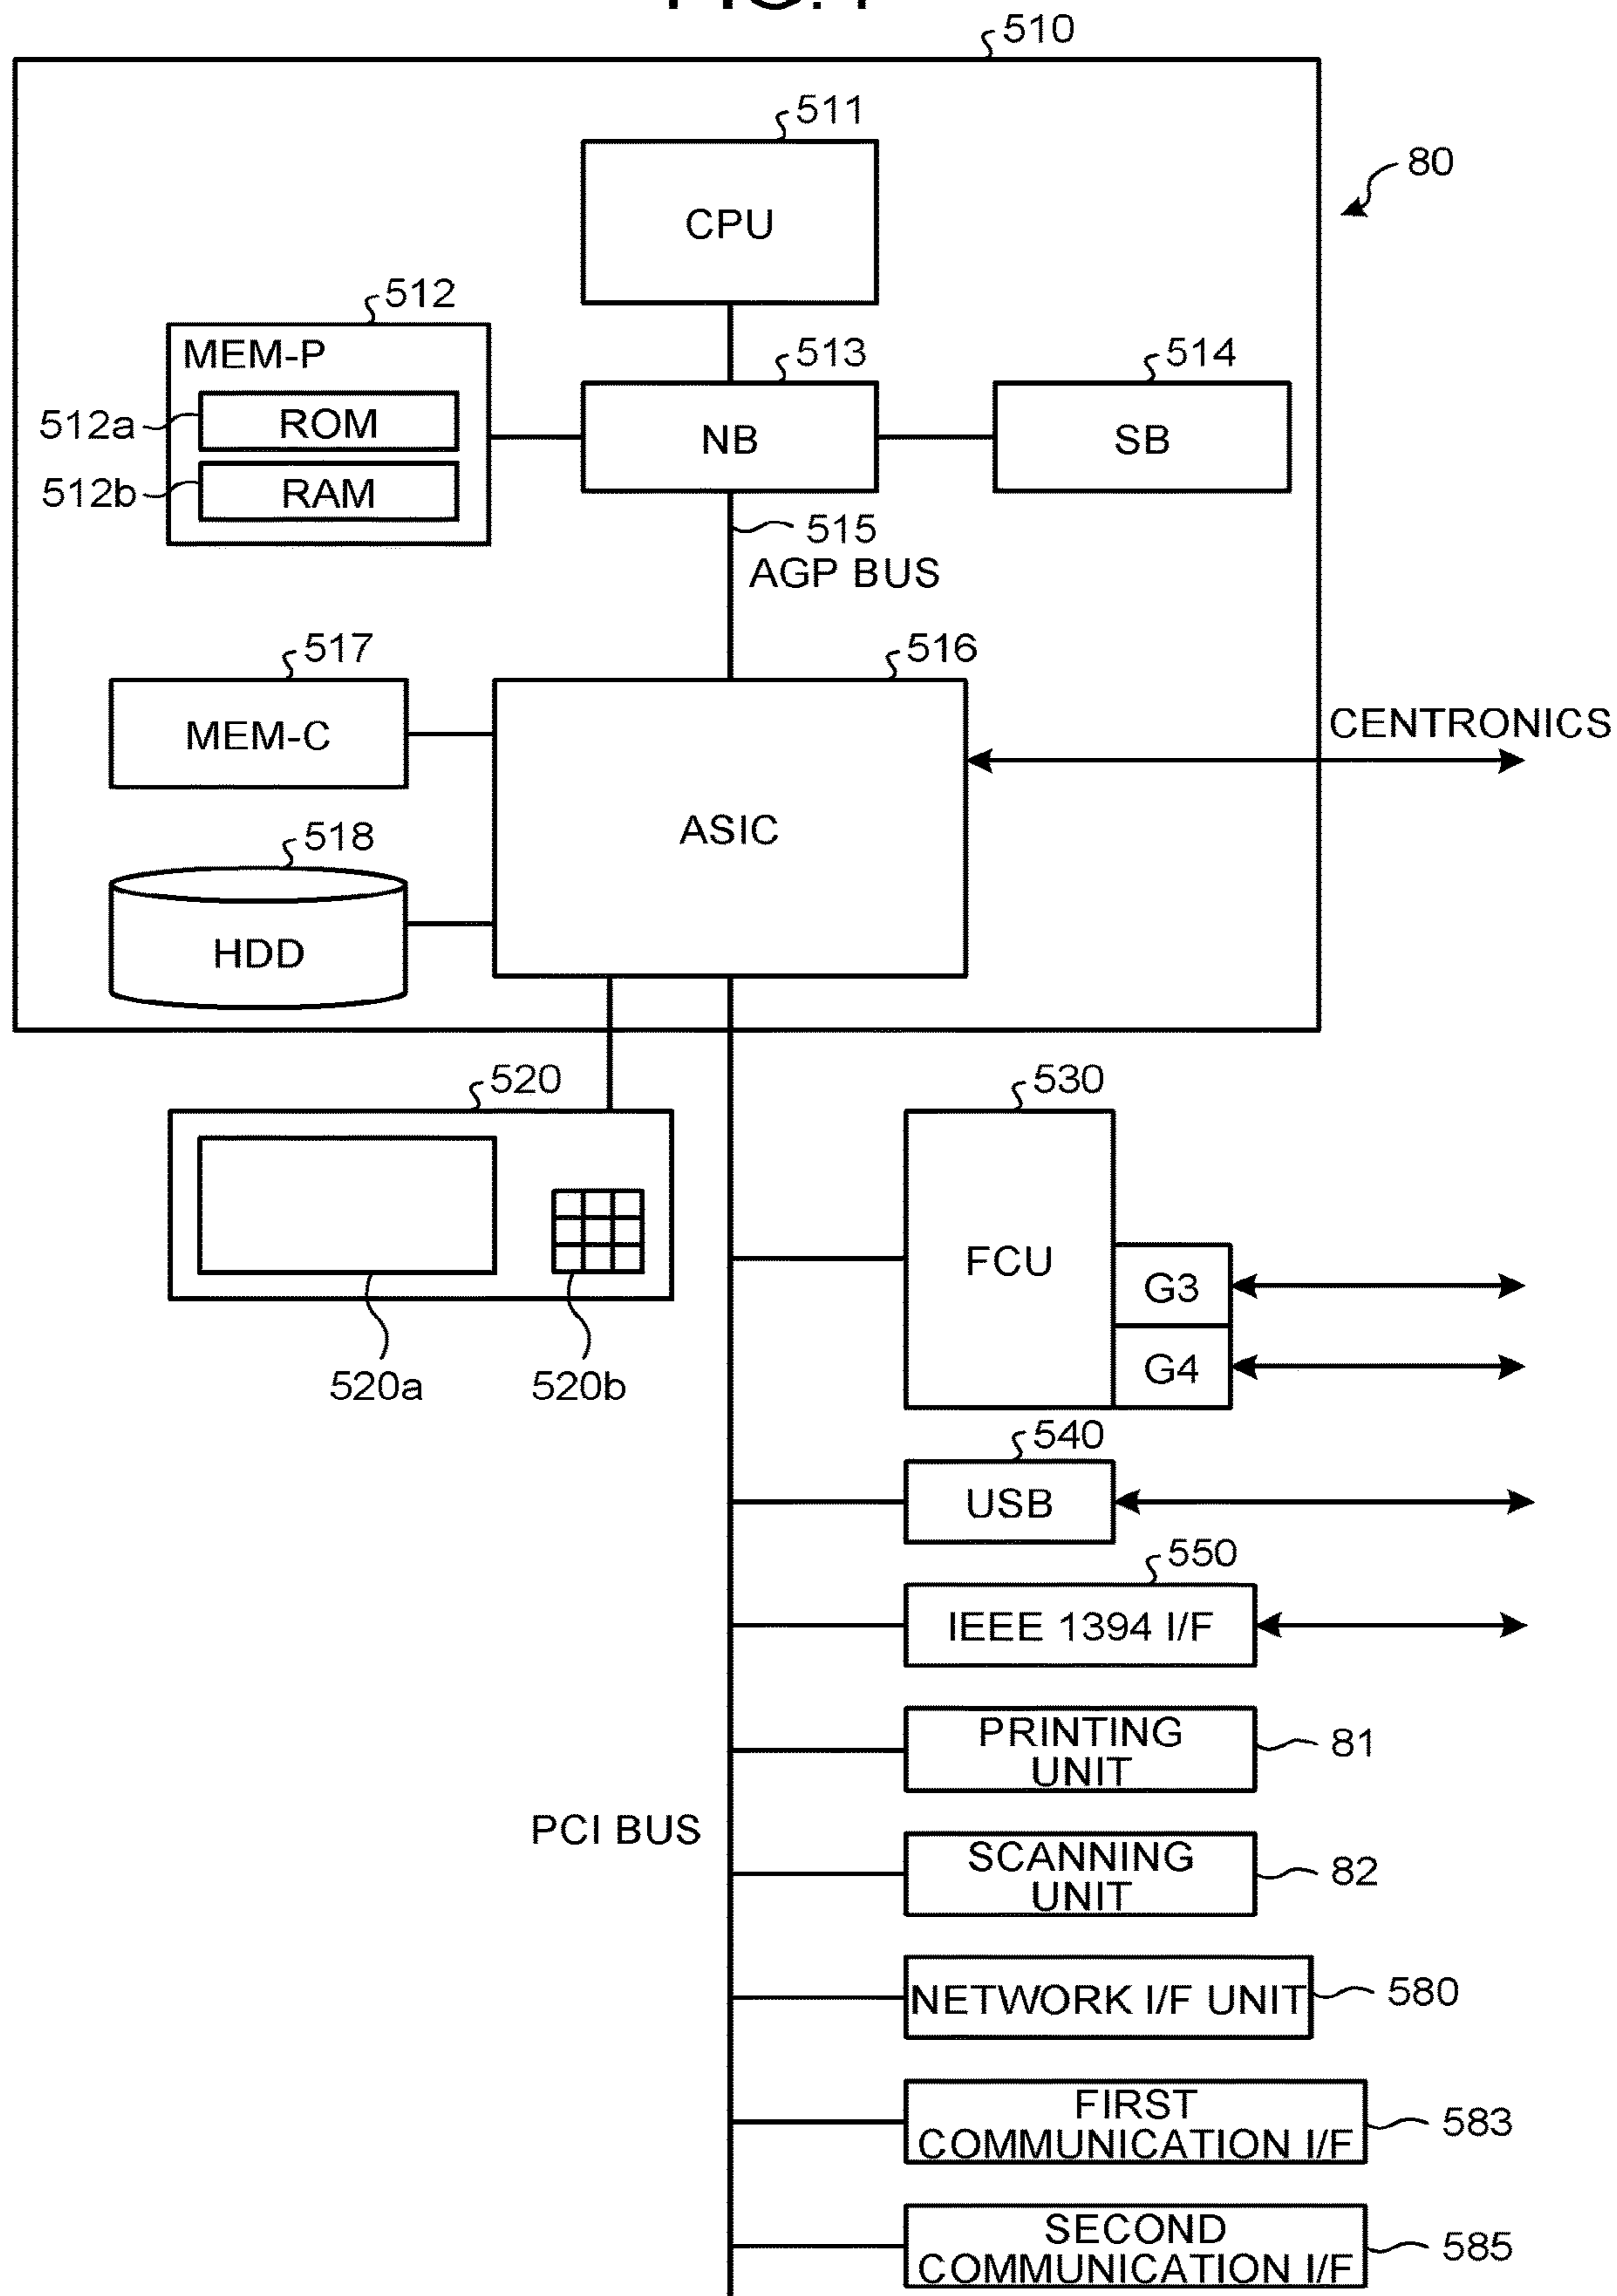 510
511
CPU
80
512
MEM-P
512a
ROM
512b
RAM
513
NB
514
SB
515
AGP BUS
517
MEM-C
516
ASIC
CENTRONICS
518
HDD
520
520a
520b
530
FCU
G3
G4
540
USB
550
IEEE 1394 I/F
PRINTING
UNIT
81
PCI BUS
SCANNING
UNIT
82
NETWORK I/F UNIT
580
FIRST
COMMUNICATION I/F
583
SECOND
COMMUNICATION I/F
585